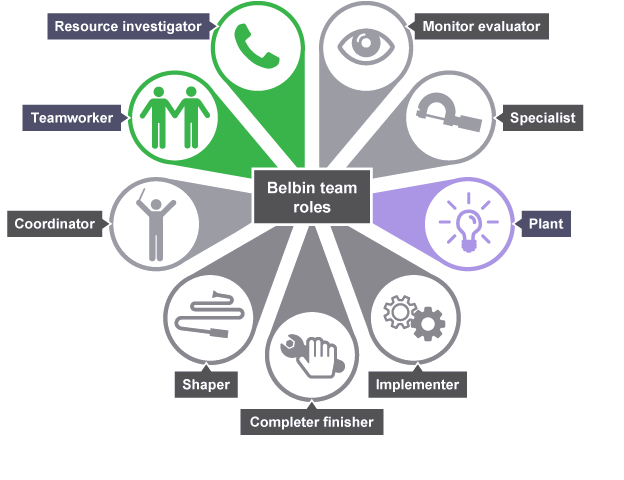 Resource investigator
Monitor evaluator
Teamworker
Specialist
Belbin team
roles
Coordinator
Plant
Shaper
Implementer
Completer finisher